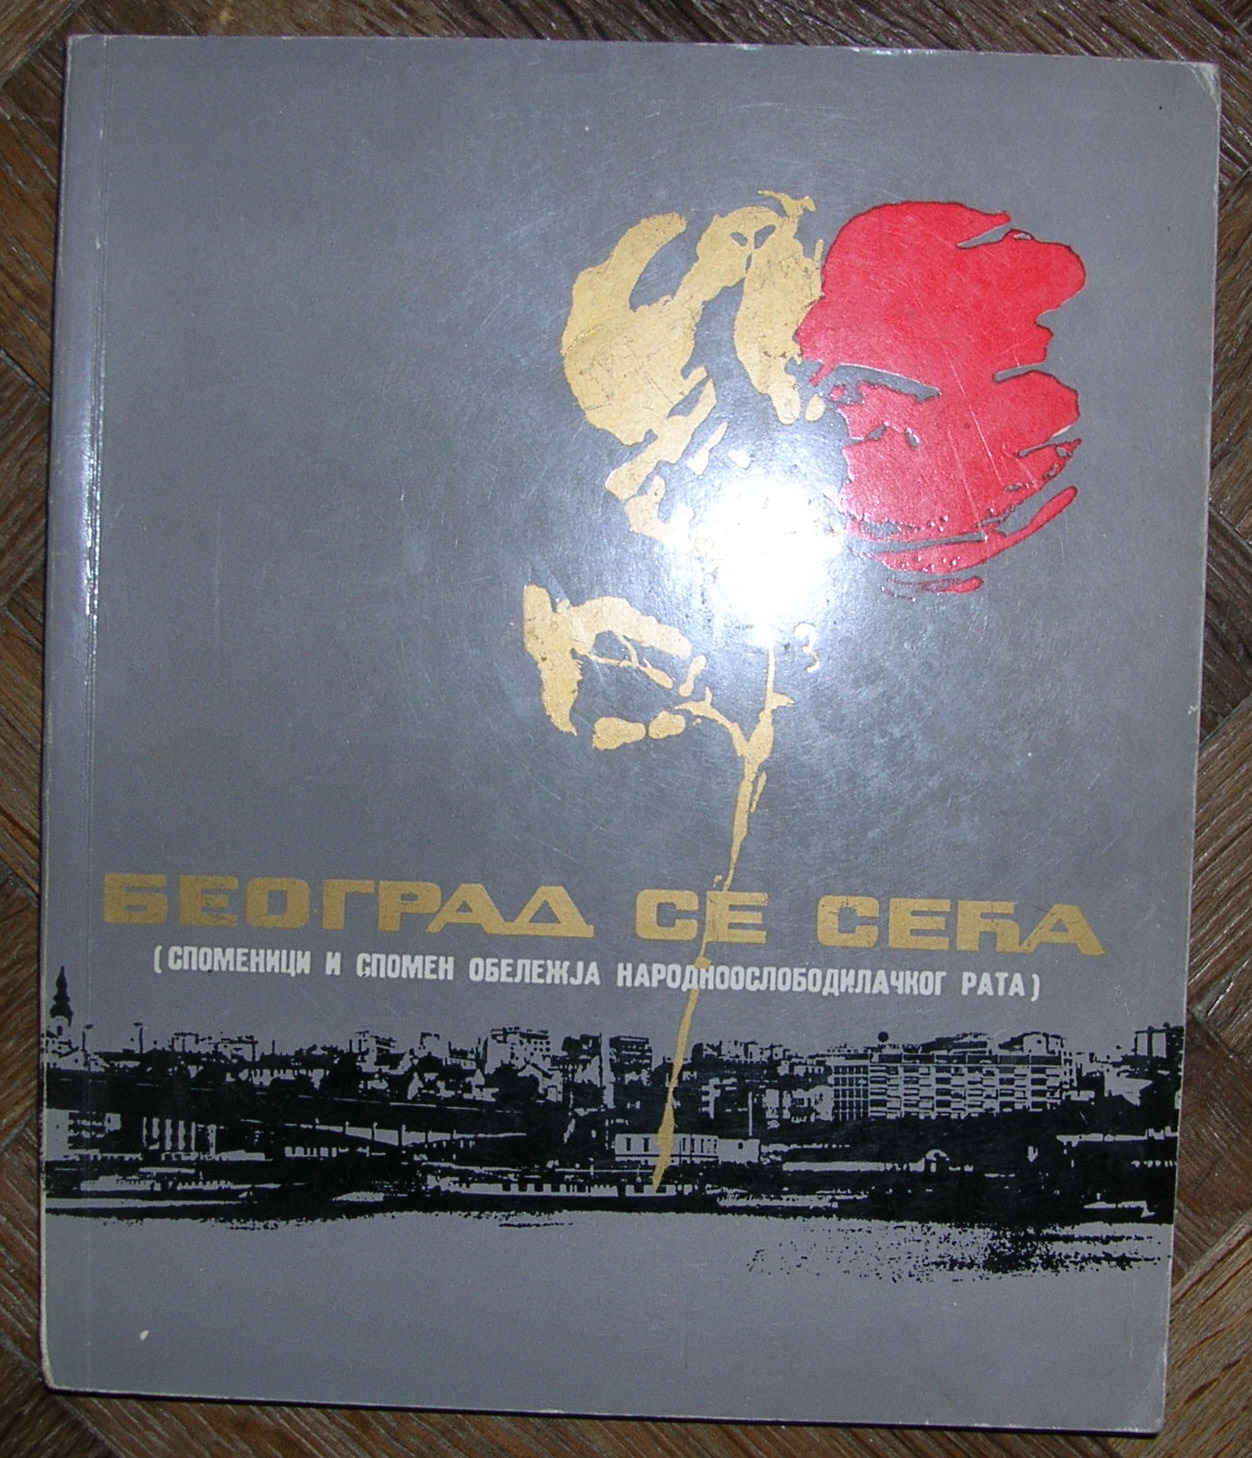 БЕОГРАД СЕ СЕЋА
(СПОМЕНИЦИ И СПОМЕН ОБЕЛЕЖЈА НАРОДНООСЛОБОДИЛАЧКОГ РАТА)